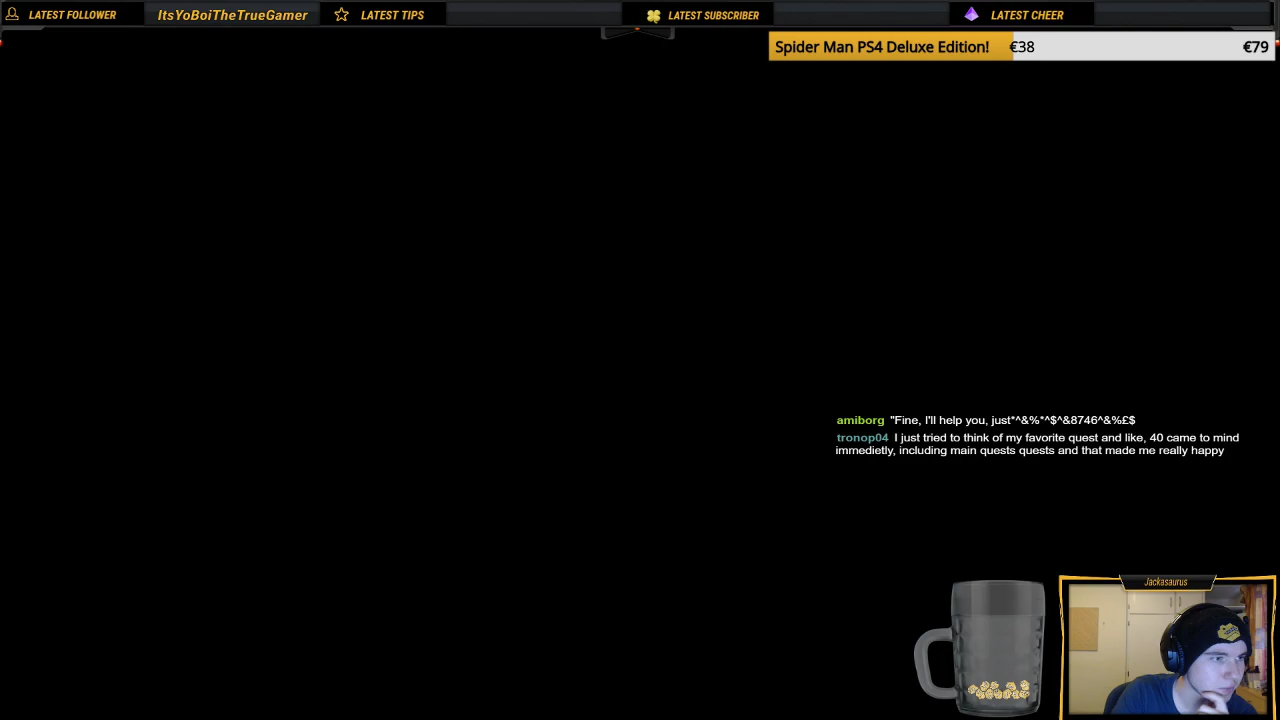 LATEST FOLLOWER ItsYoBoiTheTrueGamer LATEST TIPS LATEST SUBSCRIBER LATEST CHEER
Spider Man PS4 Deluxe Edition! €38 €79
amiborg "Fine, I'll help you, just*^&%*^$^&8746^&%£$
tronop04 I just tried to think of my favorite quest and like, 40 came to mind
immedietly, including main quests quests and that made me really happy
Jackasaurus